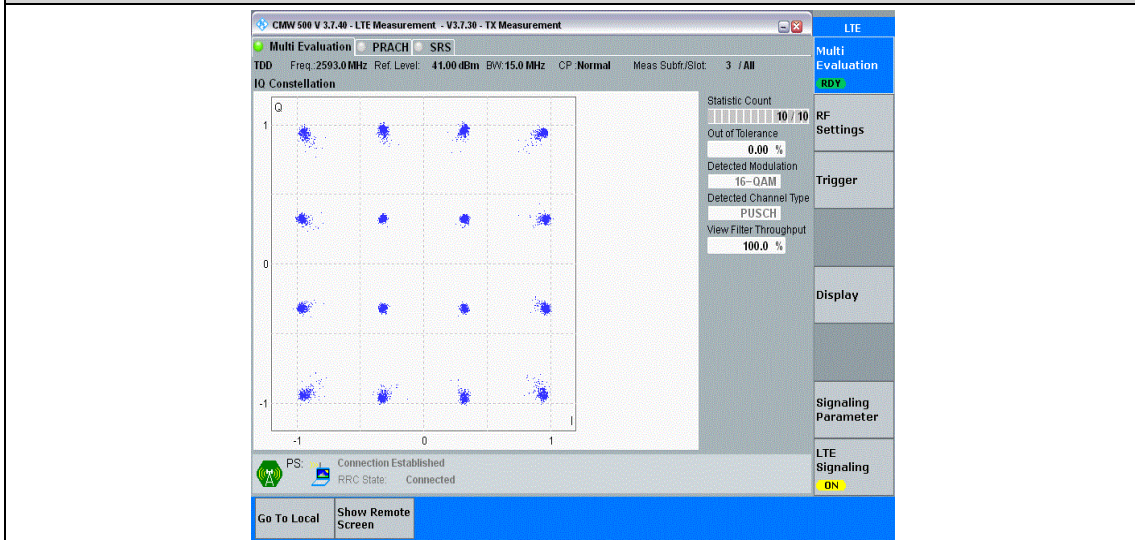 CMW 500 V 3.7.40 - LTE Measurement - V3.7.30 - TX Measurement
LTE
Multi Evaluation PRACH SRS
TDD Freq.:2593.0 MHz Ref. Level: 41.00 dBm BW:15.0 MHz CP :Normal Meas Subfr./Slot: 3 / All
IQ Constellation
Q
1
0
-1
I
-1 0 1
Statistic Count
10 / 10
Out of Tolerance
0.00 %
Detected Modulation
16-QAM
Detected Channel Type
PUSCH
View Filter Throughput
100.0 %
Multi
Evaluation
RDY
RF
Settings
Trigger
Display
Signaling
Parameter
LTE
Signaling
ON
PS: Connection Established
RRC State: Connected
Go To Local
Show Remote
Screen